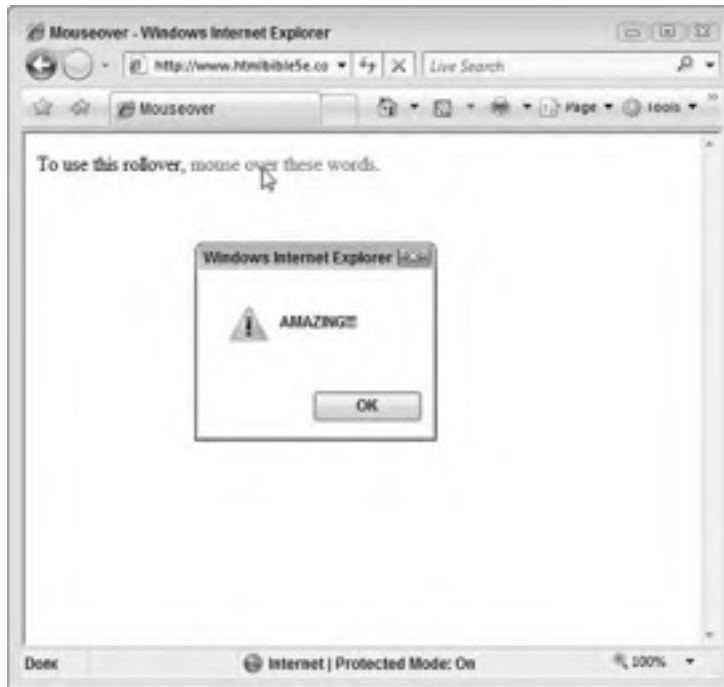 Mouseover - Windows Internet Explorer
http://www.htmlbible5e.co
Live Search
Mouseover
Page
Tools
To use this rollover, mouse over these words.
Windows Internet Explorer
AMAZING!!!
OK
Done
Internet | Protected Mode: On
100%